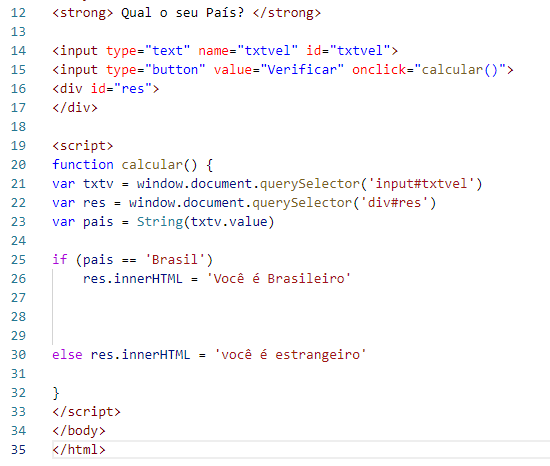 12 <strong> Qual o seu País? </strong>
13
14 <input type="text" name="txtvel" id="txtvel">
15 <input type="button" value="Verificar" onclick="calcular()">
16 <div id="res">
17 </div>
18
19 <script>
20 function calcular() {
21 var txtv = window.document.querySelector('input#txtvel')
22 var res = window.document.querySelector('div#res')
23 var pais = String(txtv.value)
24
25 if (pais == 'Brasil')
26     res.innerHTML = 'Você é Brasileiro'
27
28
29
30 else res.innerHTML = 'você é estrangeiro'
31
32 }
33 </script>
34 </body>
35 </html>